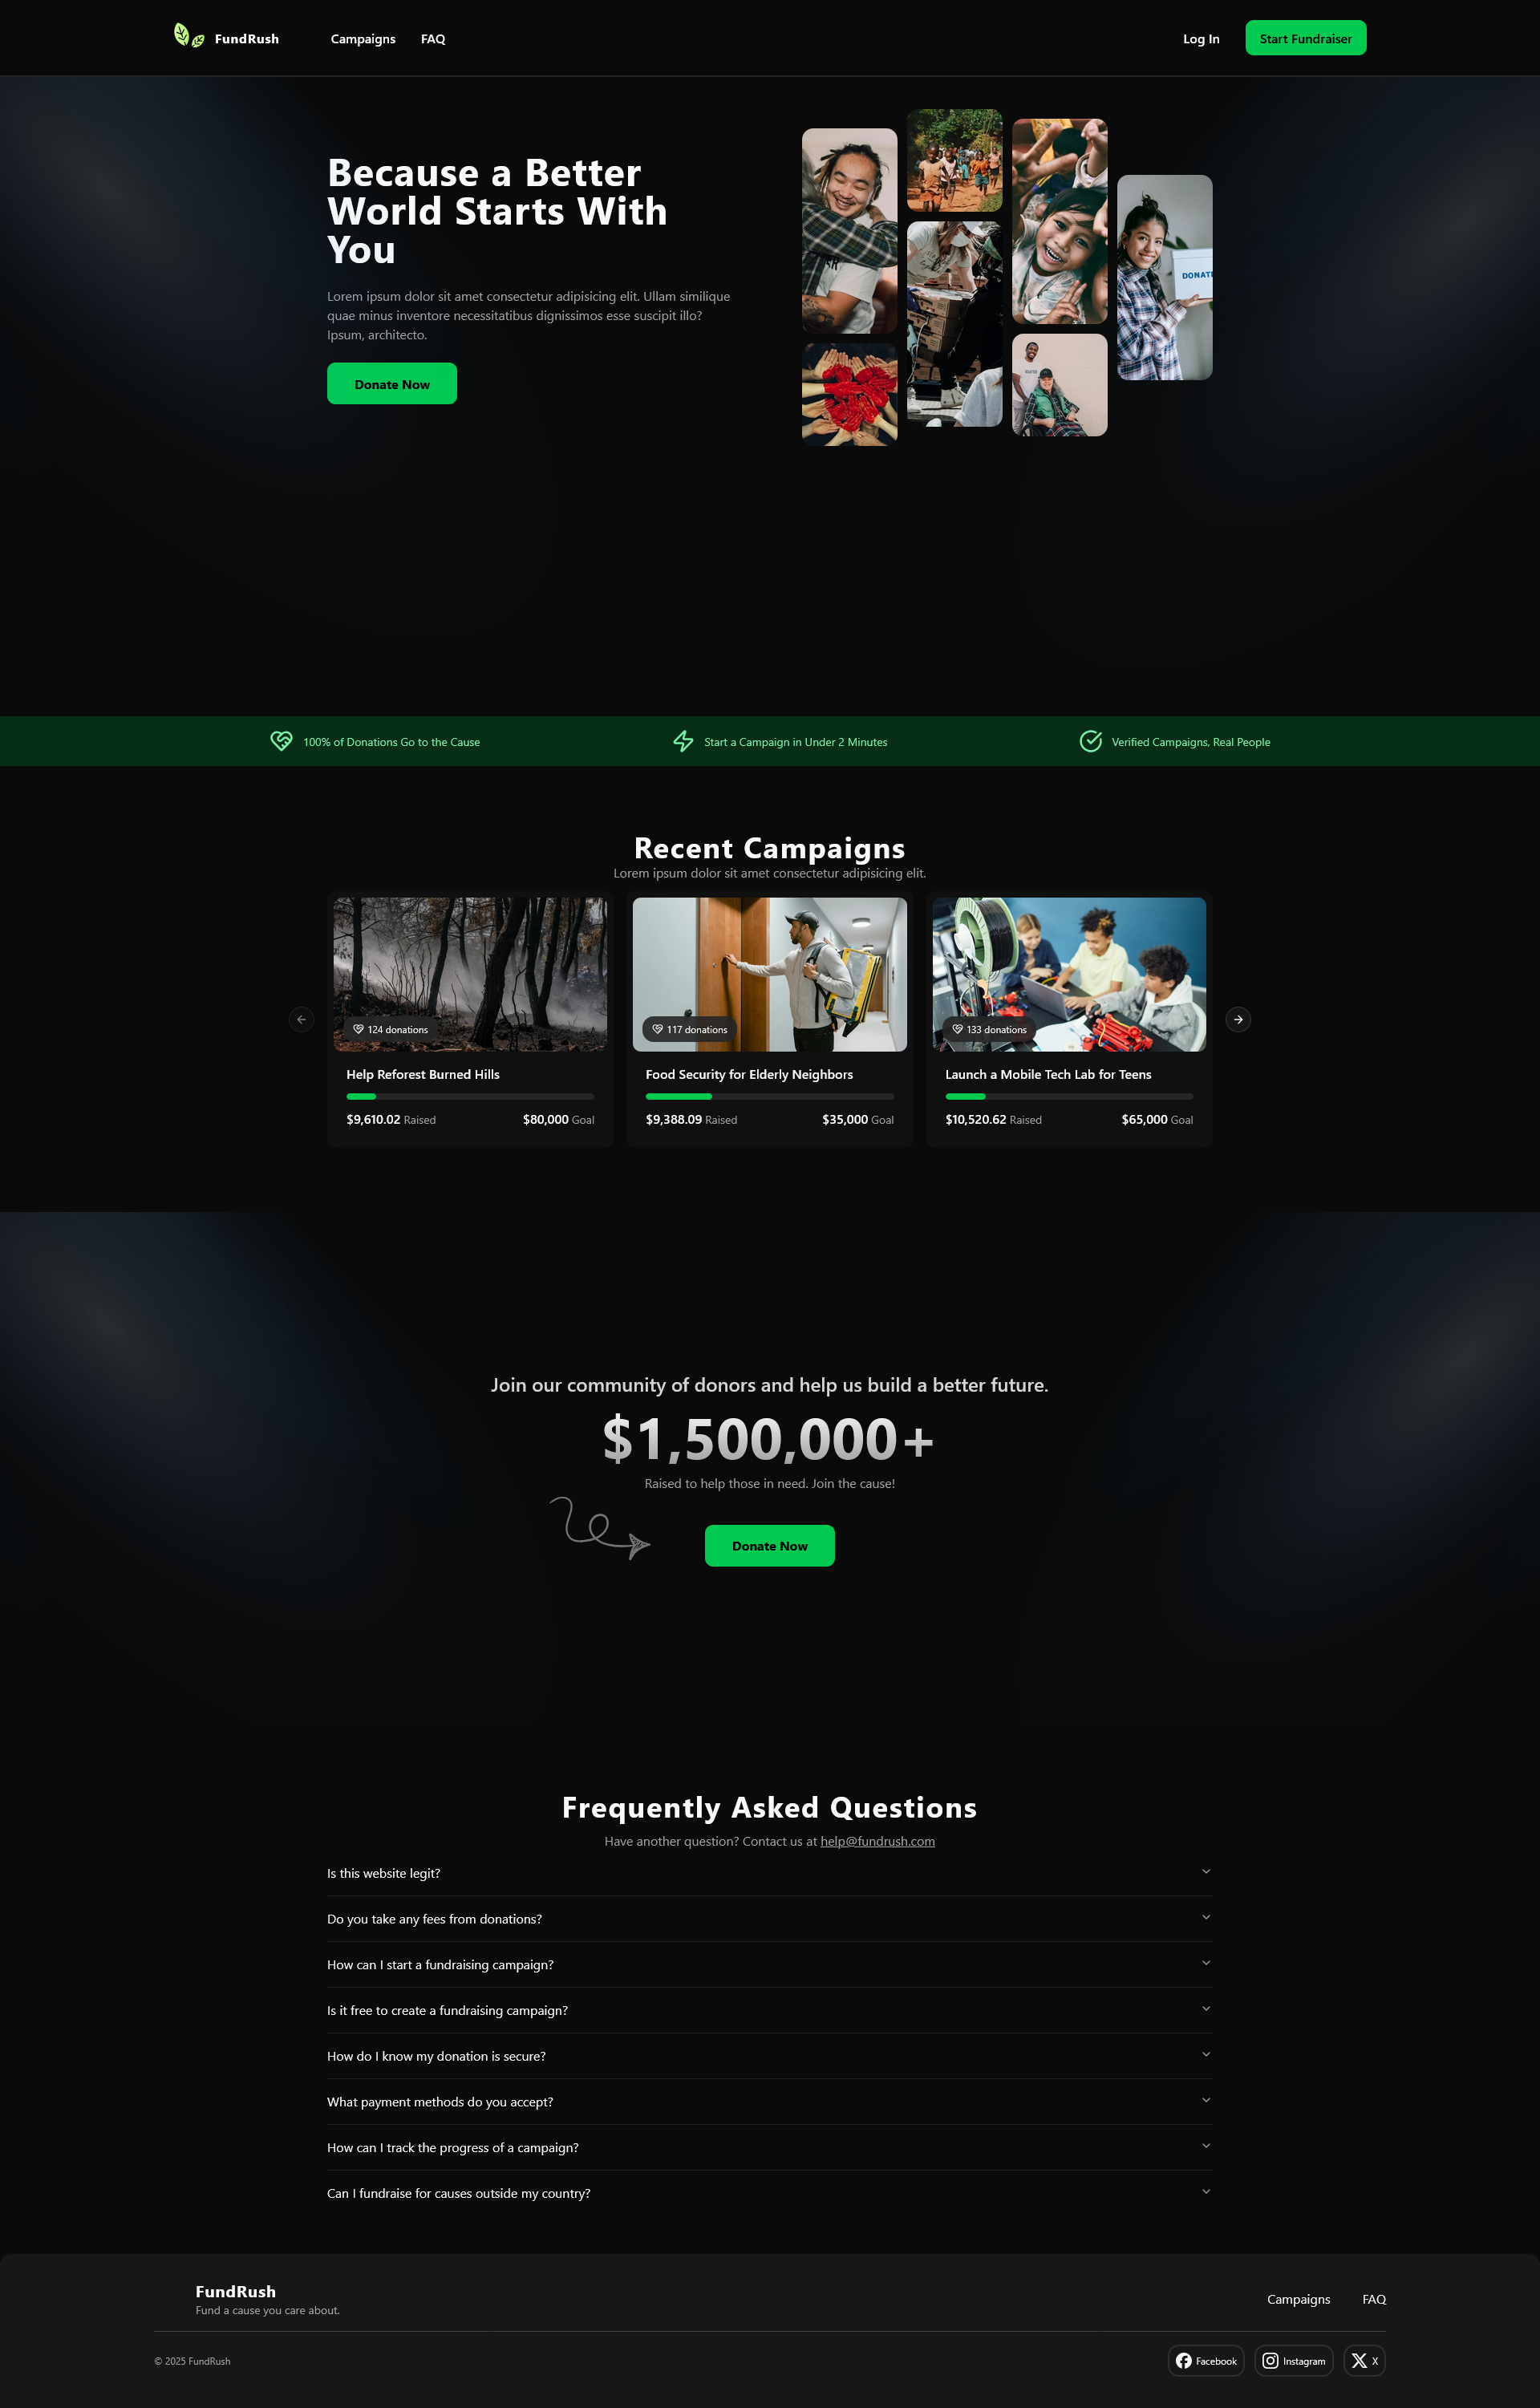 FundRush
Campaigns
FAQ
Log In
Start Fundraiser
Because a Better
World Starts With
You
Lorem ipsum dolor sit amet consectetur adipisicing elit. Ullam similique
quae minus inventore necessitatibus dignissimos esse suscipit illo?
Ipsum, architecto.
Donate Now
100% of Donations Go to the Cause
Start a Campaign in Under 2 Minutes
Verified Campaigns, Real People
Recent Campaigns
Lorem ipsum dolor sit amet consectetur adipisicing elit.
124 donations
Help Reforest Burned Hills
$9,610.02 Raised
$80,000 Goal
117 donations
Food Security for Elderly Neighbors
$9,388.09 Raised
$35,000 Goal
133 donations
Launch a Mobile Tech Lab for Teens
$10,520.62 Raised
$65,000 Goal
Join our community of donors and help us build a better future.
$1,500,000+
Raised to help those in need. Join the cause!
Donate Now
Frequently Asked Questions
Have another question? Contact us at help@fundrush.com
Is this website legit?
Do you take any fees from donations?
How can I start a fundraising campaign?
Is it free to create a fundraising campaign?
How do I know my donation is secure?
What payment methods do you accept?
How can I track the progress of a campaign?
Can I fundraise for causes outside my country?
FundRush
Fund a cause you care about.
Campaigns
FAQ
© 2025 FundRush
Facebook
Instagram
X